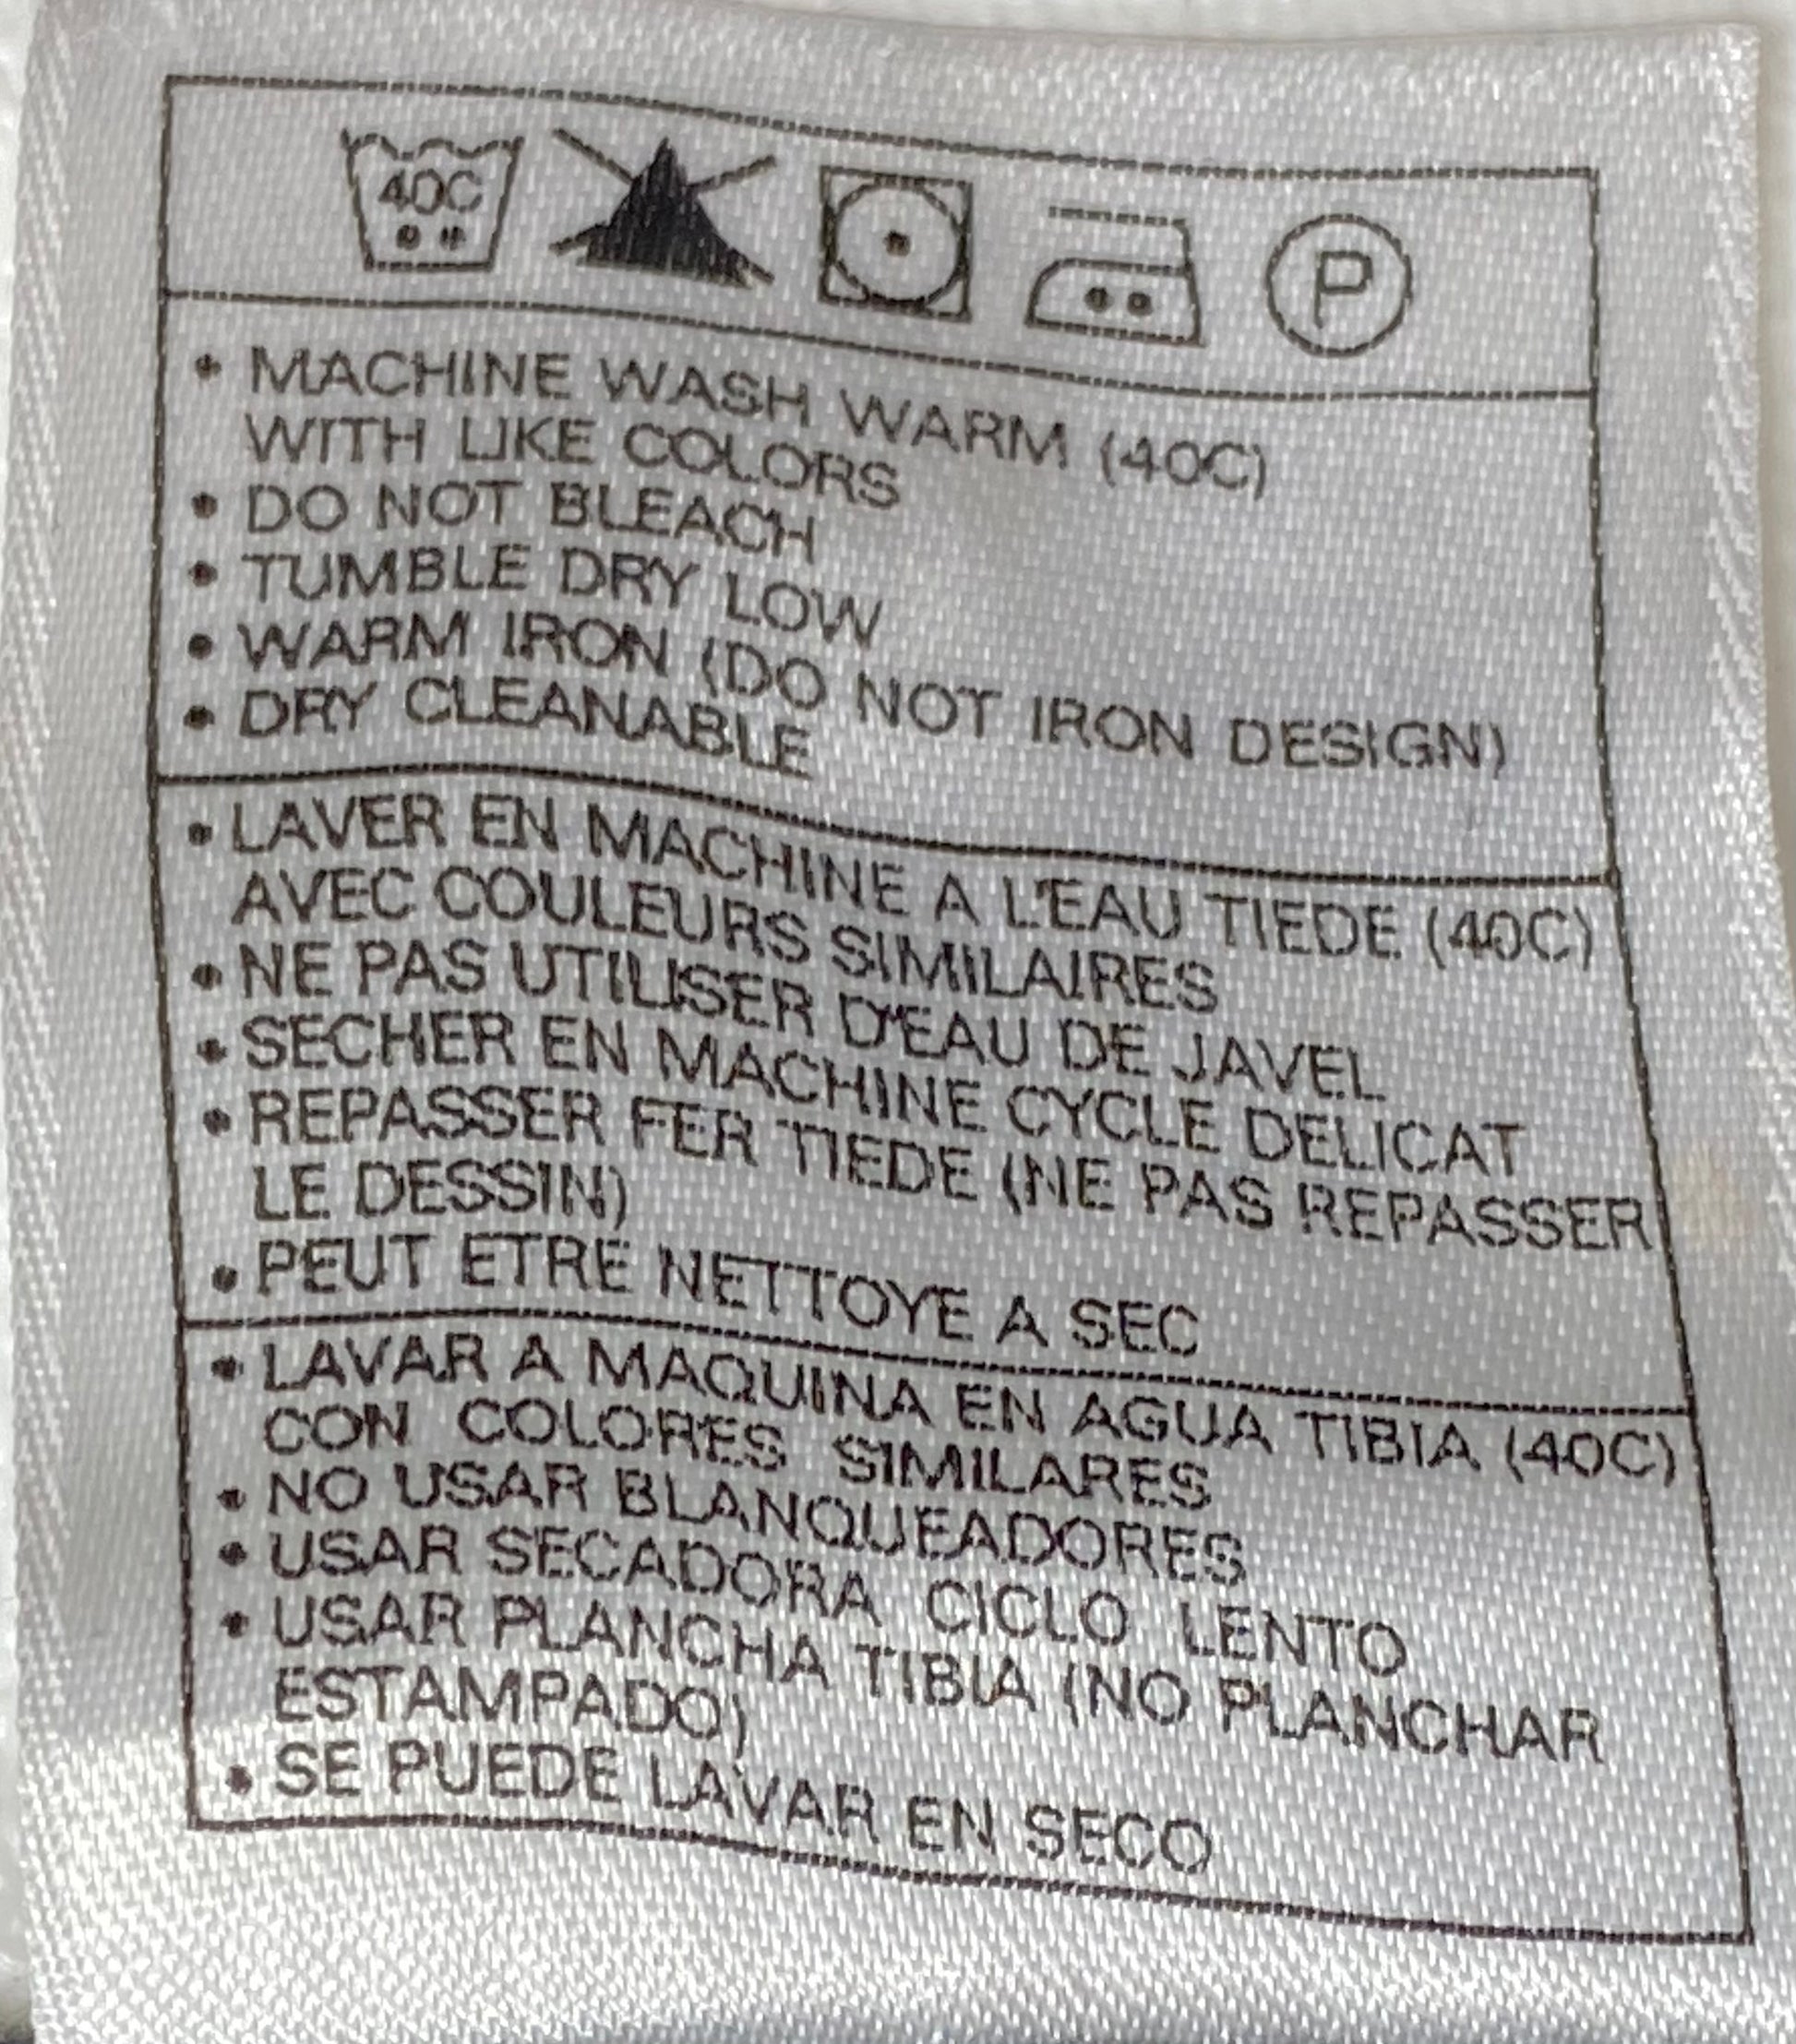 40C
P
• MACHINE WASH WARM (40C)
WITH LIKE COLORS
• DO NOT BLEACH
• TUMBLE DRY LOW
• WARM IRON (DO NOT IRON DESIGN)
• DRY CLEANABLE
• LAVER EN MACHINE A L'EAU TIEDE (40C)
AVEC COULEURS SIMILAIRES
• NE PAS UTILISER D'EAU DE JAVEL
• SECHER EN MACHINE CYCLE DELICAT
• REPASSER FER TIEDE (NE PAS REPASSER
LE DESSIN)
• PEUT ETRE NETTOYE A SEC
• LAVAR A MAQUINA EN AGUA TIBIA (40C)
CON COLORES SIMILARES
• NO USAR BLANQUEADORES
• USAR SECADORA CICLO LENTO
• USAR PLANCHA TIBIA (NO PLANCHAR
ESTAMPADO)
• SE PUEDE LAVAR EN SECO